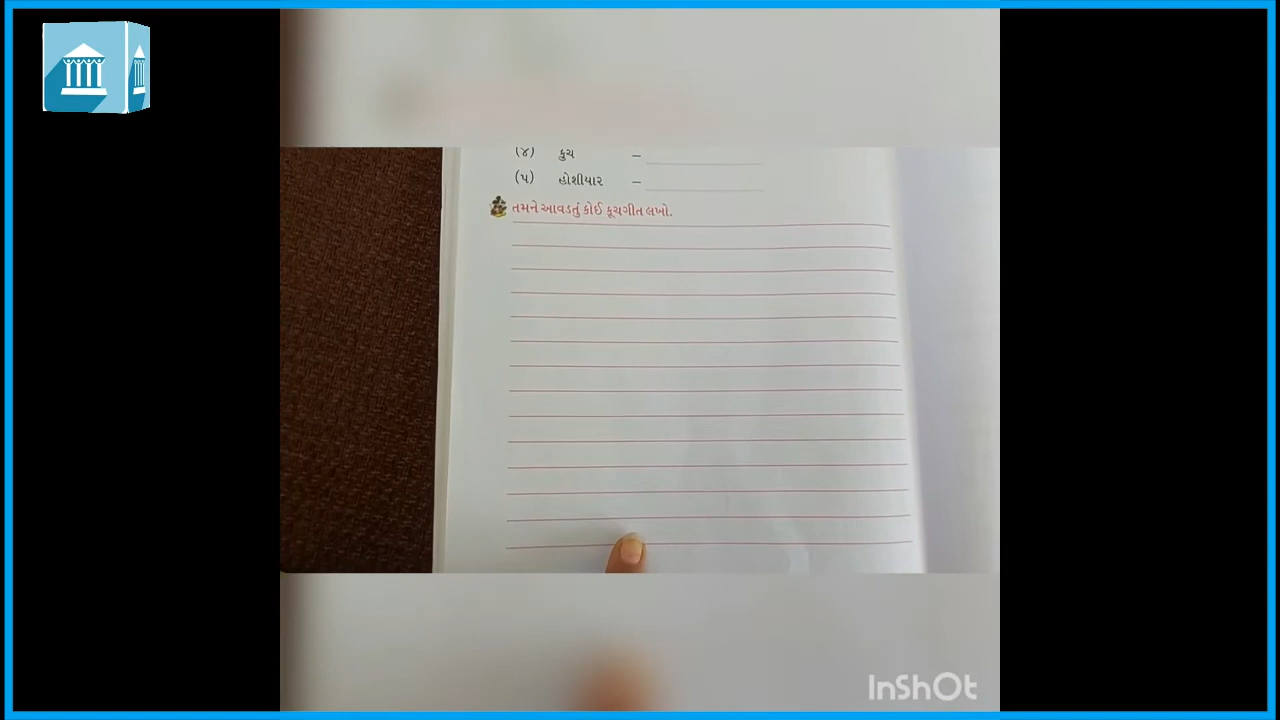 (૪) કુચ –
(૫) હોશીયાર –
તમને આવડતું કોઈ કૂચગીત લખો.
InShOt